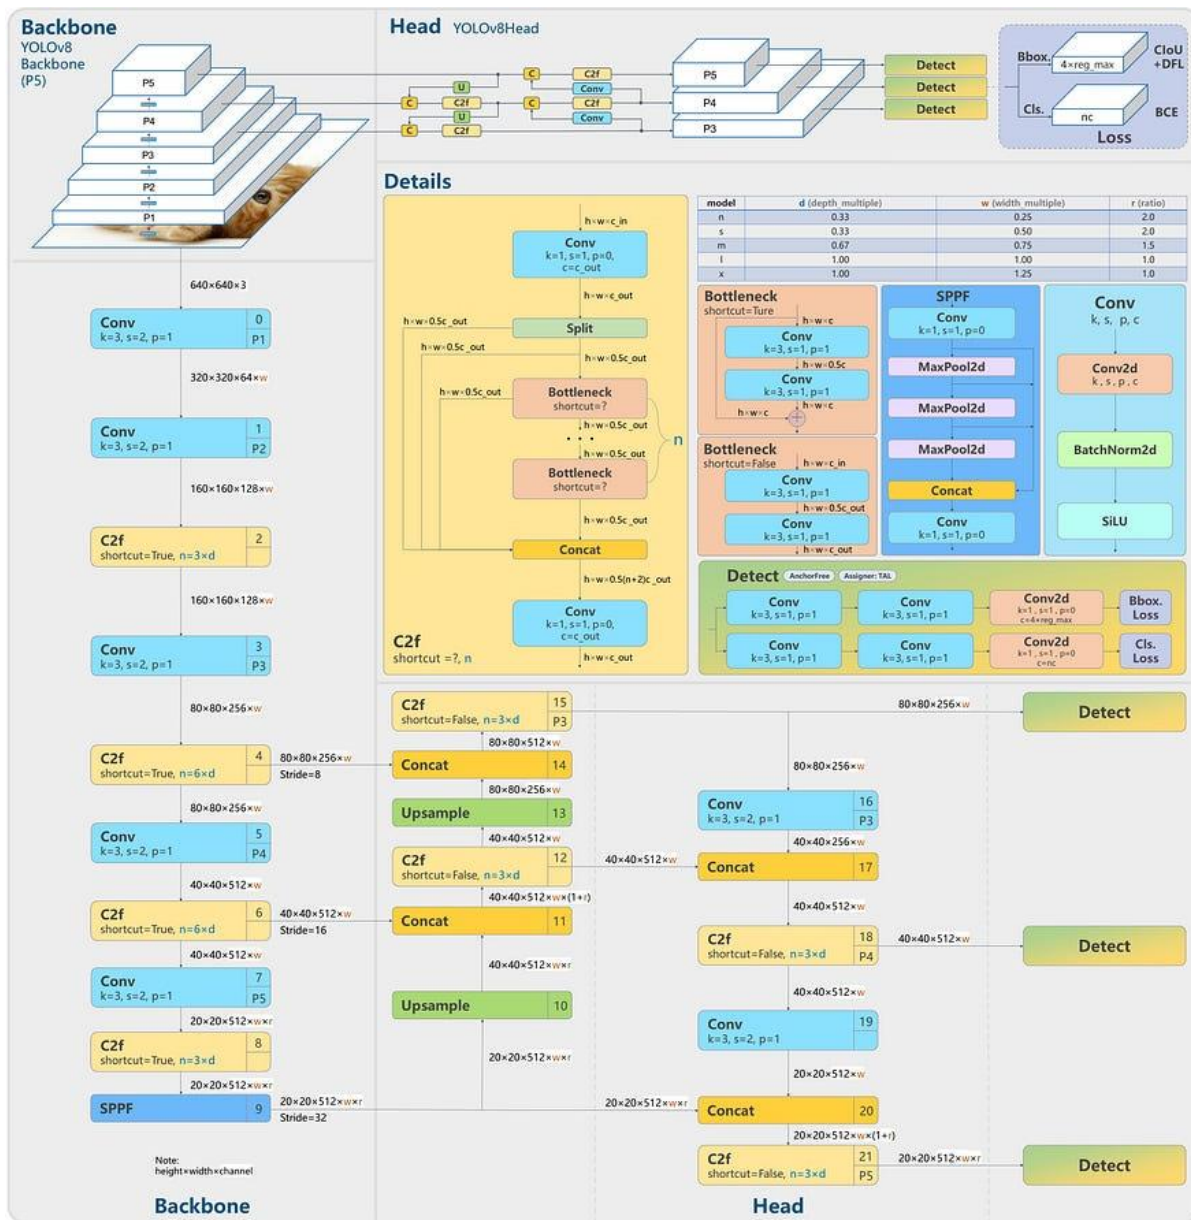 Backbone
YOLOv8
Backbone
(P5)
P5
P4
P3
P2
P1
Head YOLOv8Head
U
U
C
C2f
C
C2f
C
C2f
Conv
C
C2f
Conv
P5
P4
P3
Detect
Detect
Detect
Bbox.
4×reg_max
CIoU
+DFL
Cls.
nc
BCE
Loss
Details
h×w×c_in
Conv
k=1, s=1, p=0,
c=c_out
h×w×c_out
Split
h×w×0.5c_out
h×w×0.5c_out
h×w×0.5c_out
h×w×0.5c_out
Bottleneck
shortcut=?
h×w×0.5c_out
• • •
n
h×w×0.5c_out
Bottleneck
shortcut=?
h×w×0.5c_out
Concat
h×w×0.5(n+2)c_out
Conv
k=1, s=1, p=0,
c=c_out
h×w×c_out
C2f
shortcut =?, n
model d (depth_multiple) w (width_multiple) r (ratio)
n 0.33 0.25 2.0
s 0.33 0.50 2.0
m 0.67 0.75 1.5
l 1.00 1.00 1.0
x 1.00 1.25 1.0
Bottleneck
shortcut=Ture
h×w×c
Conv
k=3, s=1, p=1
h×w×0.5c
Conv
k=3, s=1, p=1
h×w×c
h×w×c
+
Bottleneck
shortcut=False
h×w×c_in
Conv
k=3, s=1, p=1
h×w×0.5c_out
Conv
k=3, s=1, p=1
h×w×c_out
SPPF
Conv
k=1, s=1, p=0
MaxPool2d
MaxPool2d
MaxPool2d
Concat
Conv
k=1, s=1, p=0
Conv
k, s, p, c
Conv2d
k , s , p , c
BatchNorm2d
SiLU
Detect AnchorFree Assigner: TAL
Conv
k=3, s=1, p=1
Conv
k=3, s=1, p=1
Conv2d
k=1 , s=1 , p=0
c=4×reg_max
Bbox.
Loss
Conv
k=3, s=1, p=1
Conv
k=3, s=1, p=1
Conv2d
k=1 , s=1 , p=0
c=nc
Cls.
Loss
640×640×3
Conv
k=3, s=2, p=1
0
P1
320×320×64×w
Conv
k=3, s=2, p=1
1
P2
160×160×128×w
C2f
shortcut=True, n=3×d
2
160×160×128×w
Conv
k=3, s=2, p=1
3
P3
80×80×256×w
C2f
shortcut=True, n=6×d
4
80×80×256×w
Stride=8
80×80×256×w
Conv
k=3, s=2, p=1
5
P4
40×40×512×w
C2f
shortcut=True, n=6×d
6
40×40×512×w
Stride=16
40×40×512×w
Conv
k=3, s=2, p=1
7
P5
20×20×512×w×r
C2f
shortcut=True, n=3×d
8
20×20×512×w×r
SPPF
9
20×20×512×w×r
Stride=32
Note:
height×width×channel
Backbone
C2f
shortcut=False, n=3×d
15
P3
80×80×512×w
Concat
14
80×80×256×w
Upsample
13
40×40×512×w
C2f
shortcut=False, n=3×d
12
40×40×512×w
40×40×512×w×(1+r)
Concat
11
40×40×512×w×r
Upsample
10
20×20×512×w×r
20×20×512×w×r
80×80×256×w
Detect
80×80×256×w
Conv
k=3, s=2, p=1
16
P3
40×40×256×w
Concat
17
40×40×512×w
C2f
shortcut=False, n=3×d
18
P4
40×40×512×w
Detect
40×40×512×w
Conv
k=3, s=2, p=1
19
20×20×512×w
Concat
20
20×20×512×w×(1+r)
C2f
shortcut=False, n=3×d
21
P5
20×20×512×w×r
Detect
Head